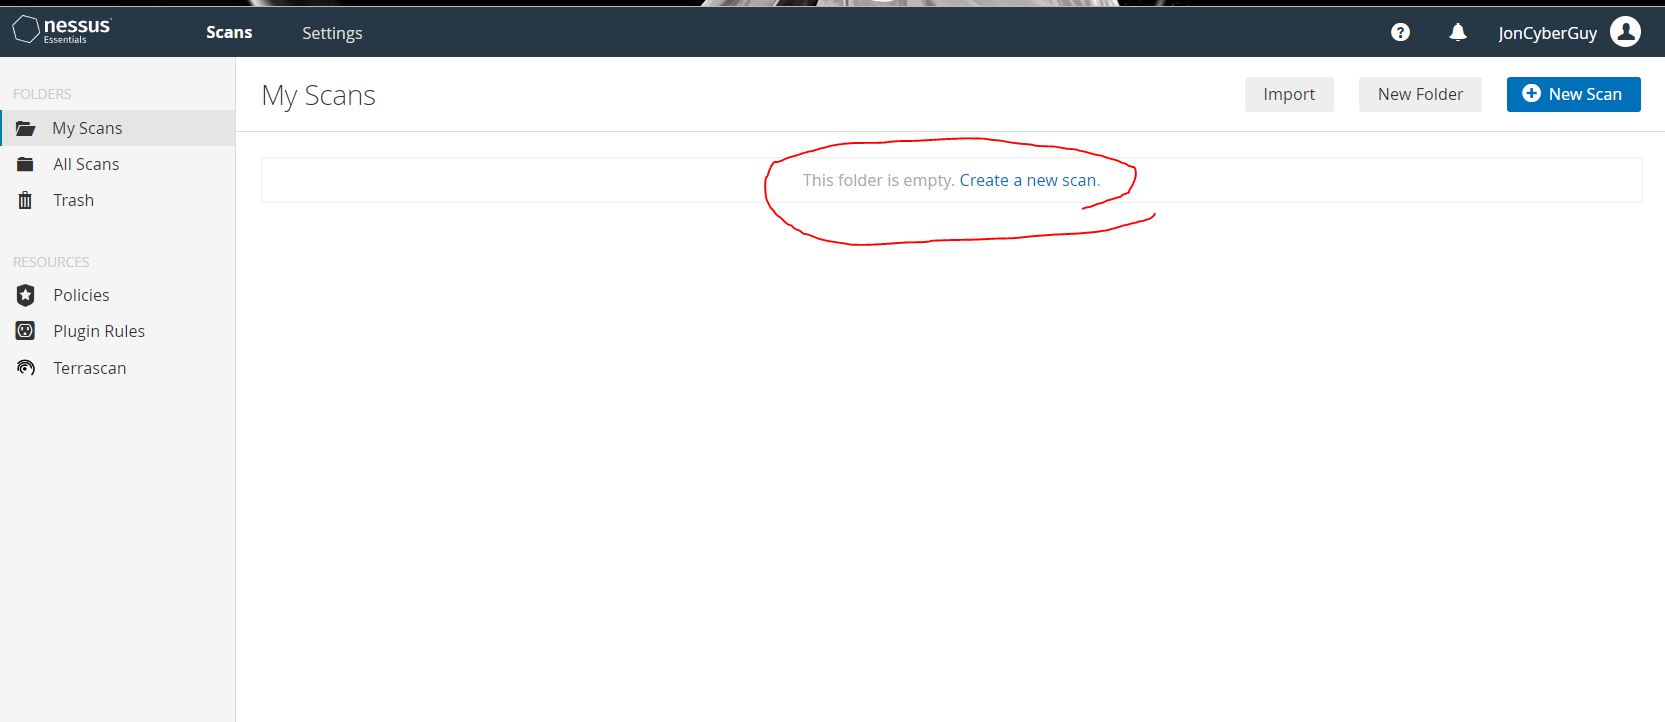 nessus
Essentials
Scans
Settings
JonCyberGuy
FOLDERS
My Scans
All Scans
Trash
RESOURCES
Policies
Plugin Rules
Terrascan
My Scans
Import
New Folder
New Scan
This folder is empty. Create a new scan.